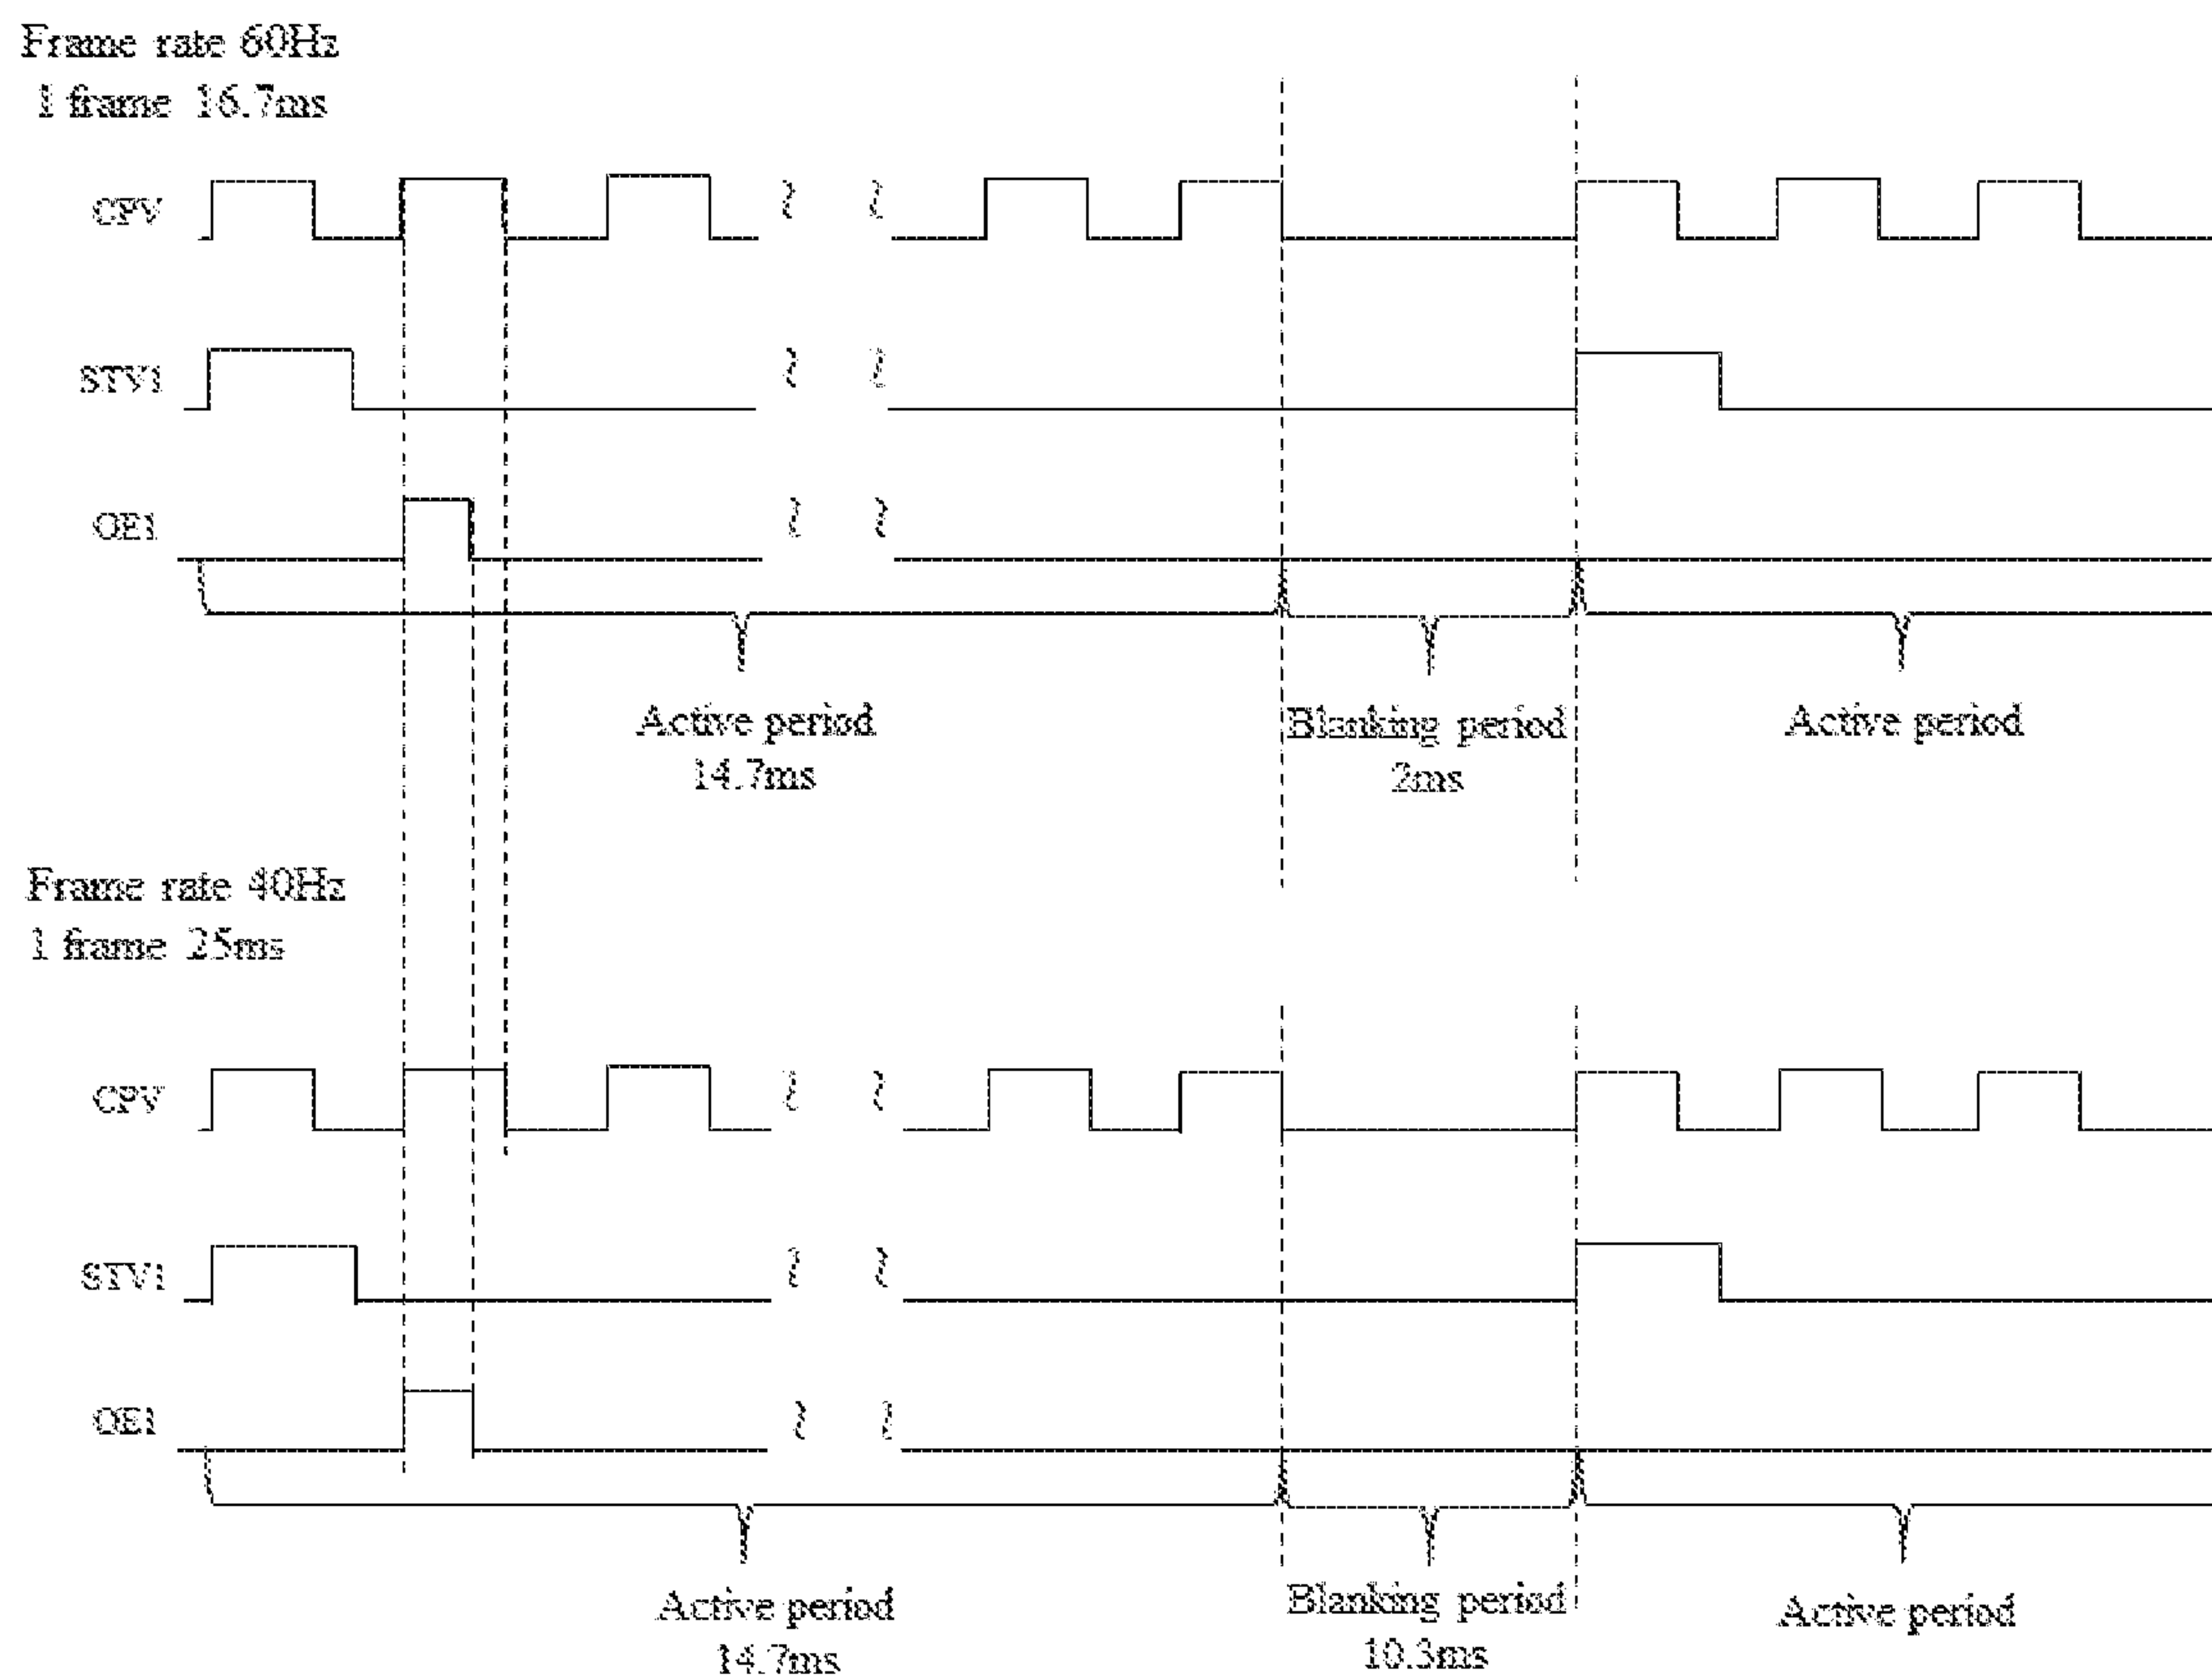 Frame rate 60Hz
1 frame 16.7ms
CPV
STV1
OE1
Active period
14.7ms
Blanking period
2ms
Active period
Frame rate 40Hz
1 frame 25ms
CPV
STV1
OE1
Active period
14.7ms
Blanking period
10.3ms
Active period